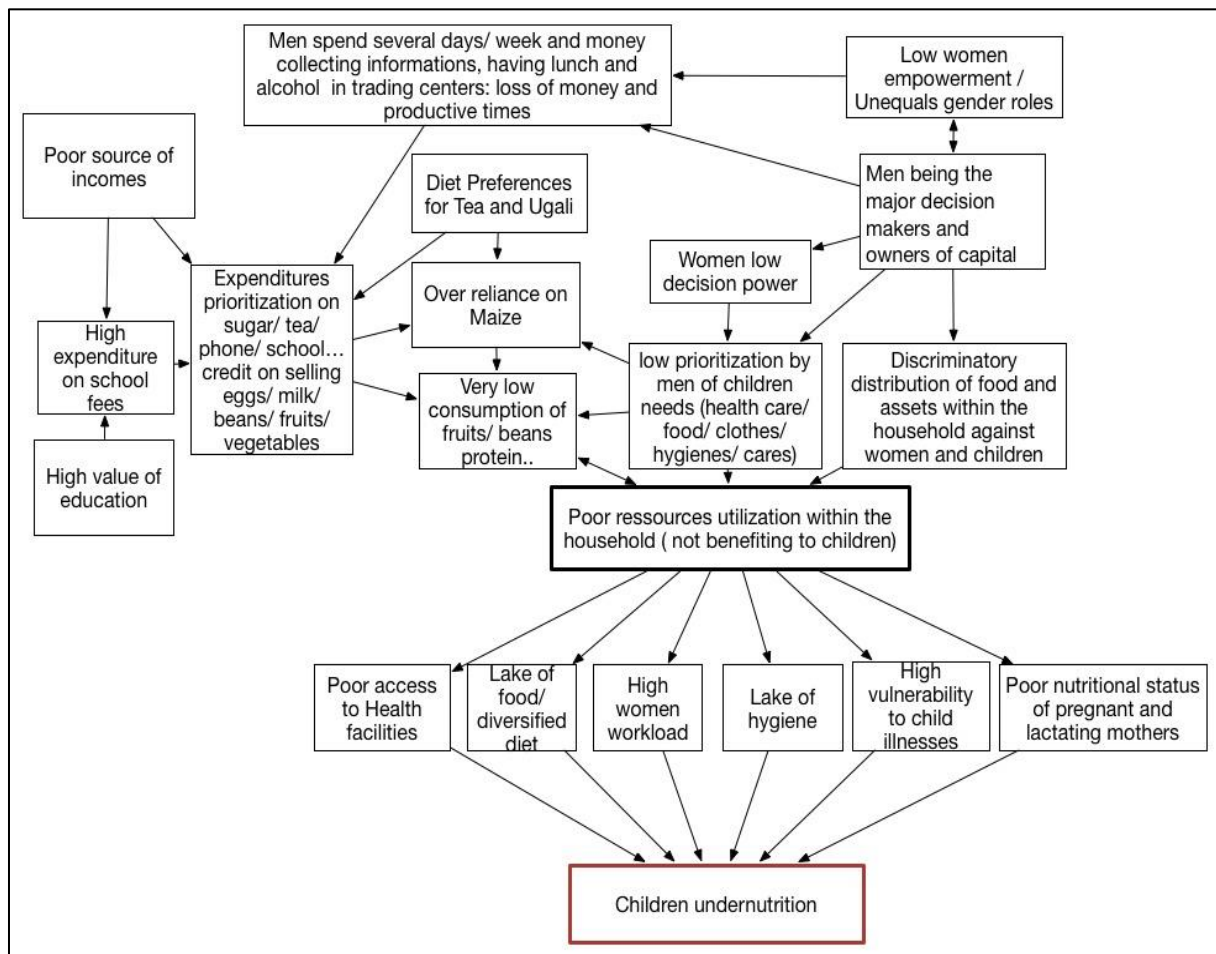 Men spend several days/ week and money
collecting informations, having lunch and
alcohol in trading centers: loss of money and
productive times
Low women
empowerment /
Unequals gender roles
Poor source of
incomes
Diet Preferences
for Tea and Ugali
Men being the
major decision
makers and
owners of capital
Women low
decision power
Expenditures
prioritization on
sugar/ tea/
phone/ school…
credit on selling
eggs/ milk/
beans/ fruits/
vegetables
Over reliance on
Maize
High
expenditure
on school
fees
low prioritization by
men of children
needs (health care/
food/ clothes/
hygienes/ cares)
Discriminatory
distribution of food and
assets within the
household against
women and children
Very low
consumption of
fruits/ beans
protein..
High value of
education
Poor ressources utilization within the
household ( not benefiting to children)
Poor access
to Health
facilities
Lake of
food/
diversified
diet
High
women
workload
Lake of
hygiene
High
vulnerability
to child
illnesses
Poor nutritional status
of pregnant and
lactating mothers
Children undernutrition